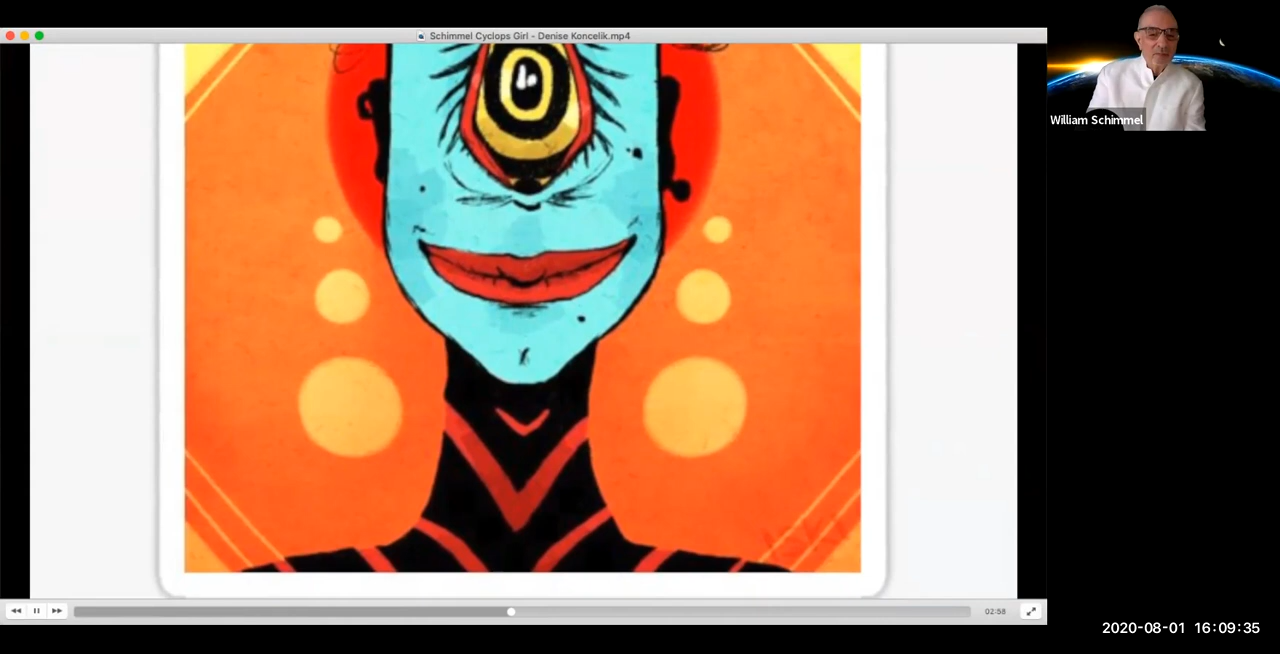 Schimmel Cyclops Girl - Denise Koncelik.mp4
William Schimmel
02:58
2020-08-01 16:09:35